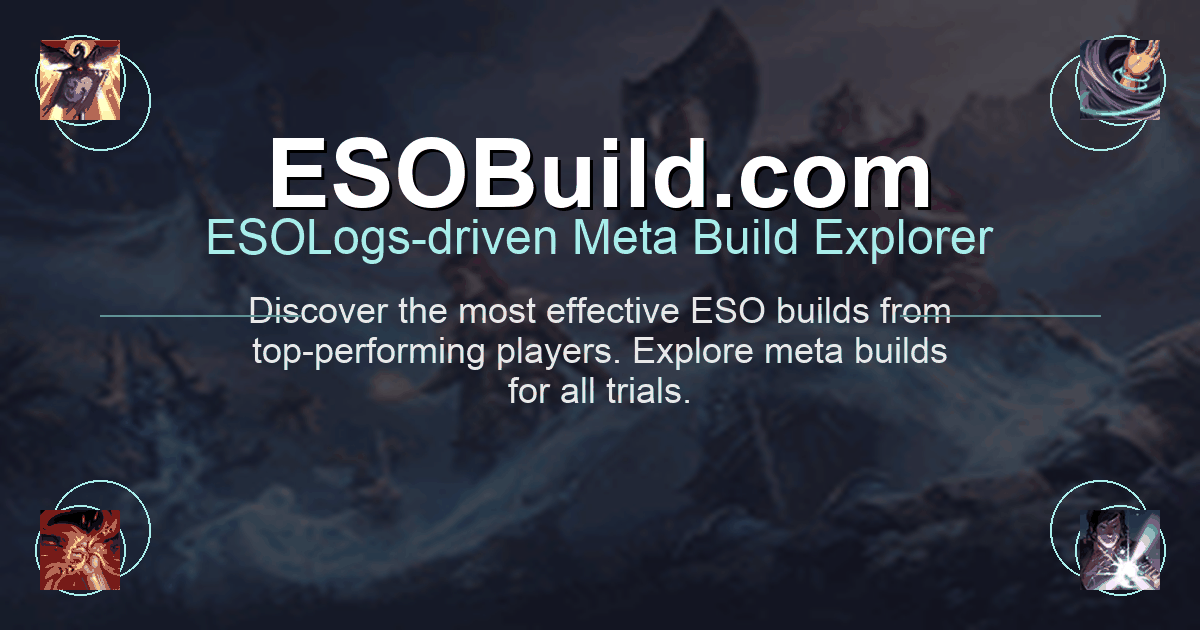 ESOBuild.com
ESOLogs-driven Meta Build Explorer
Discover the most effective ESO builds from
top-performing players. Explore meta builds
for all trials.